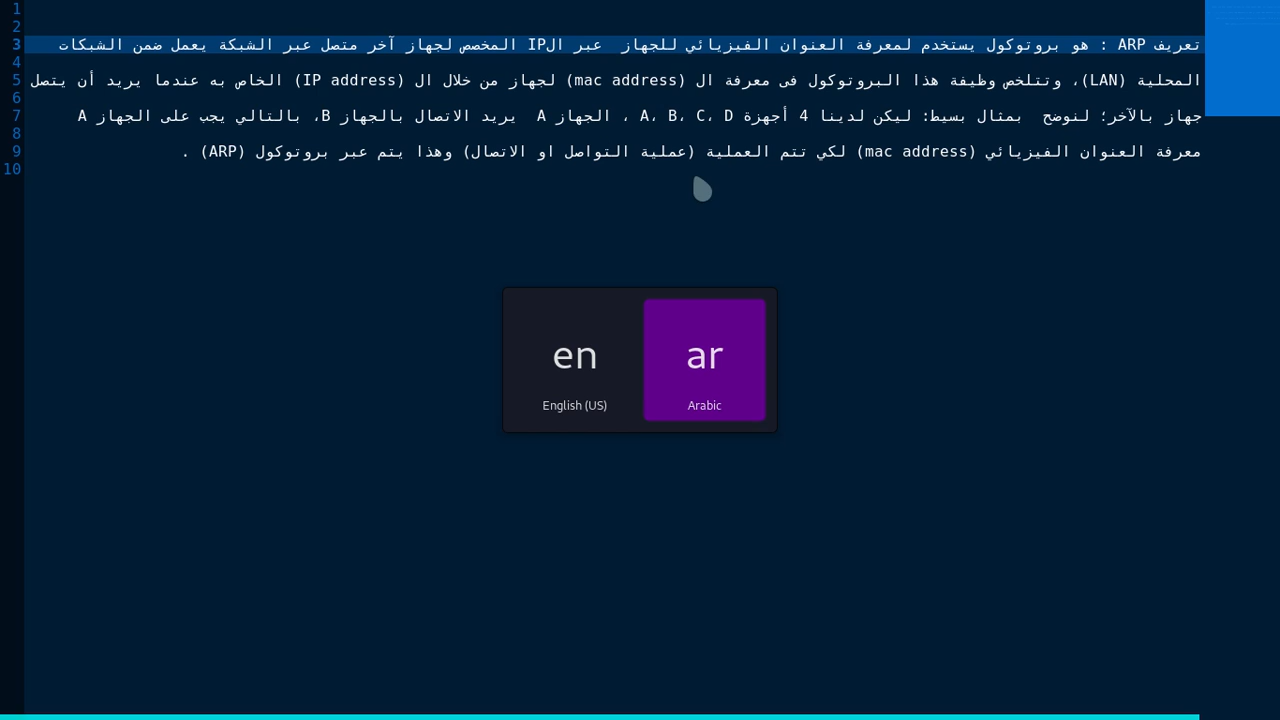 1
2
3 تعريف ARP : هو بروتوكول يستخدم لمعرفة العنوان الفيزيائي للجهاز عبر الIP المخصص لجهاز آخر متصل عبر الشبكة يعمل ضمن الشبكات
4
5 المحلية (LAN)، وتتلخص وظيفة هذا البروتوكول فى معرفة ال (mac address) لجهاز من خلال ال (IP address) الخاص به عندما يريد أن يتصل
6
7 جهاز بالآخر؛ لنوضح بمثال بسيط: ليكن لدينا 4 أجهزة A، B، C، D ، الجهاز A يريد الاتصال بالجهاز B، بالتالي يجب على الجهاز A
8
9 معرفة العنوان الفيزيائي (mac address) لكي تتم العملية (عملية التواصل او الاتصال) وهذا يتم عبر بروتوكول (ARP) .
10
en ar
English (US) Arabic